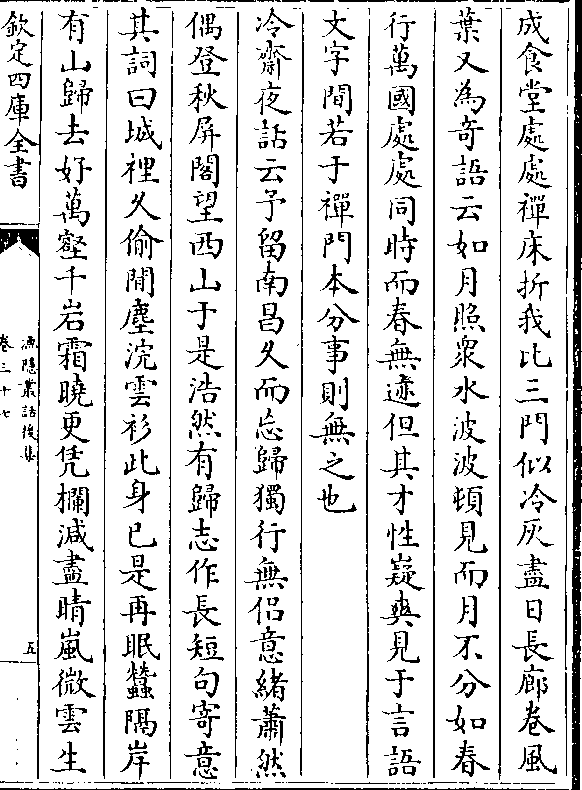 成食堂處處禪床折我比三門似冷灰盡日長廊卷風
葉又為奇語云如月照衆水波波頓見而月不分如春
行萬國處處同時而春無迹但其才性嶷爽見于言語
文字間若于禪門本分事則無之也
冷齋夜話云予留南昌久而忘歸獨行無侣意緒蕭然
偶登秋屏閣望西山于是浩然有歸志作長短句寄意
其詞曰城裡久偷閒塵涴雲衫此身已是再眠蠶隔岸
有山歸去好萬壑千岩霜曉更凭欄減盡晴嵐微雲生
欽定四庫全書
漁隱叢話後集
卷三十七
五